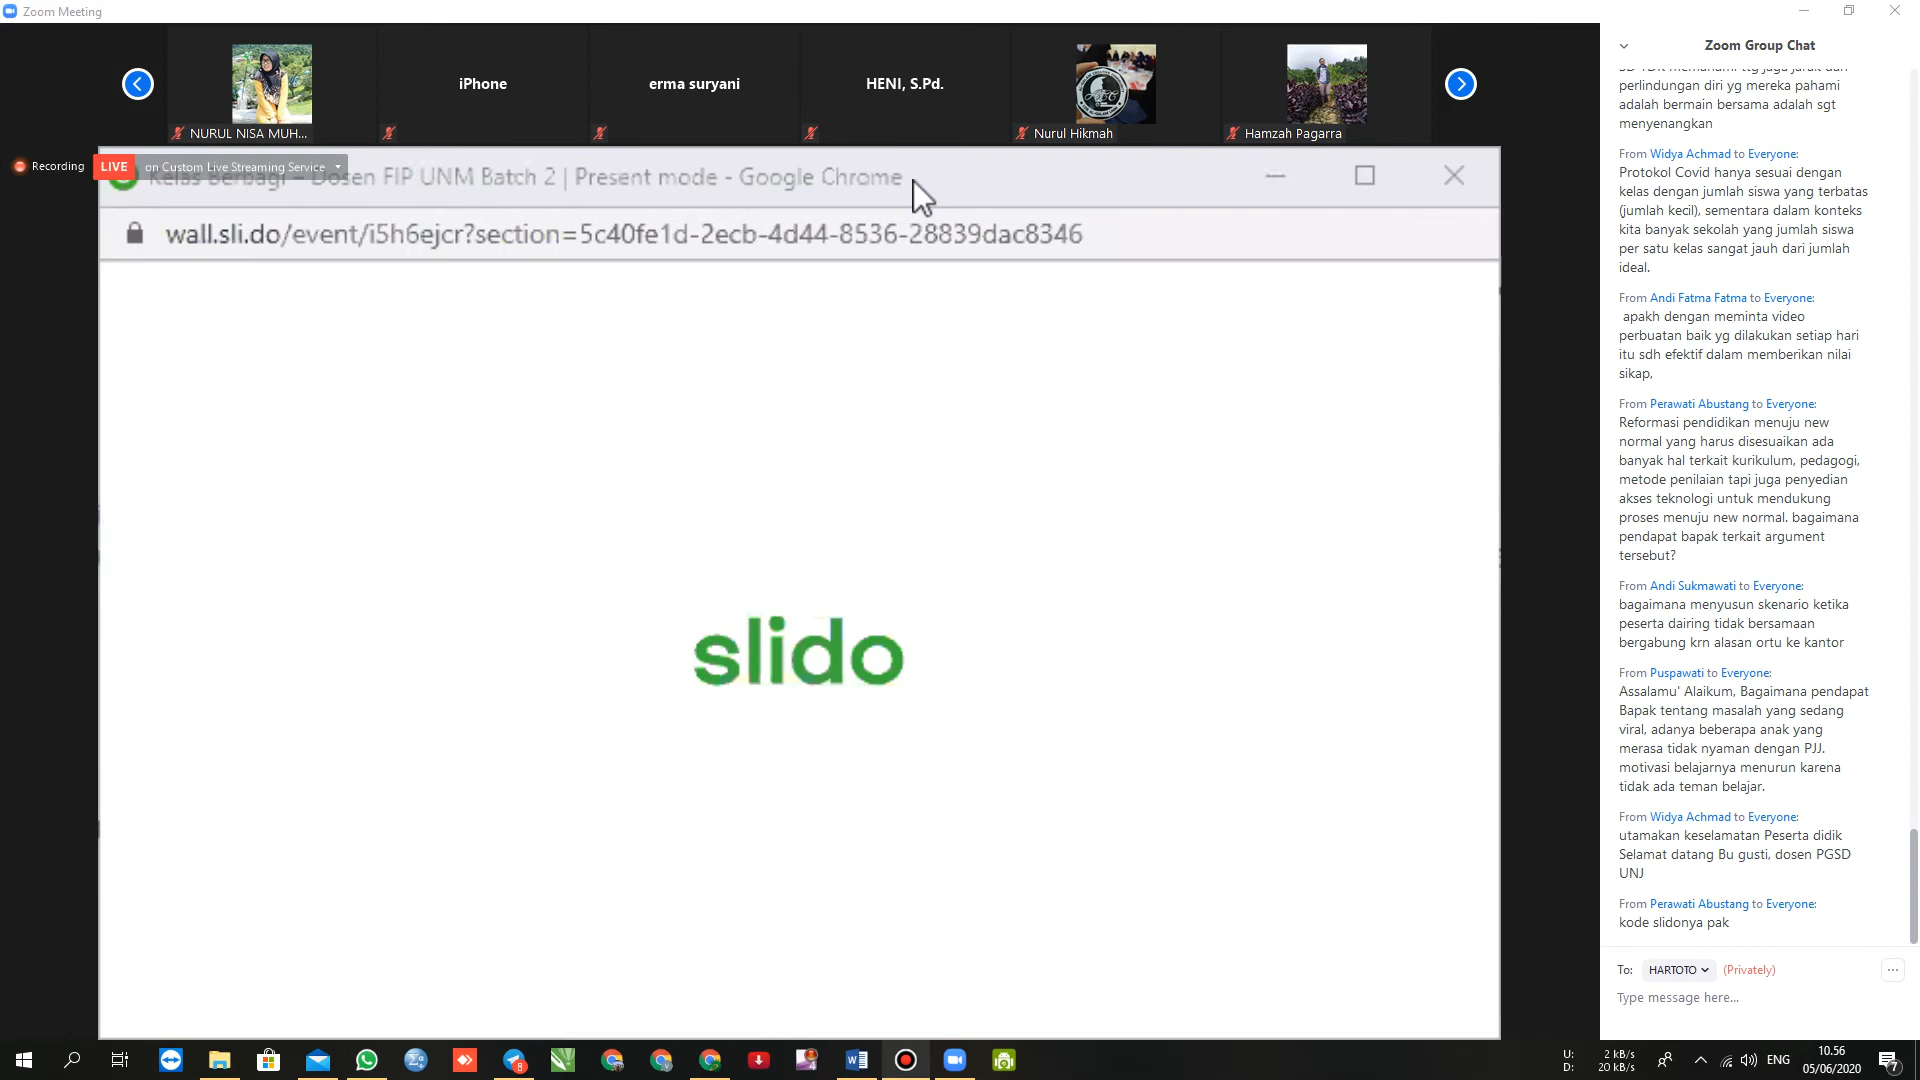 Zoom Meeting
iPhone
erma suryani
HENI, S.Pd.
NURUL NISA MUH...
Nurul Hikmah
Hamzah Pagarra
Recording
LIVE
on Custom Live Streaming Service
Kelas Berbagi – Dosen FIP UNM Batch 2 | Present mode - Google Chrome
wall.sli.do/event/i5h6ejcr?section=5c40fe1d-2ecb-4d44-8536-28839dac8346
slido
Zoom Group Chat
perlindungan diri yg mereka pahami
adalah bermain bersama adalah sgt
menyenangkan
From Widya Achmad to Everyone:
Protokol Covid hanya sesuai dengan
kelas dengan jumlah siswa yang terbatas
(jumlah kecil), sementara dalam konteks
kita banyak sekolah yang jumlah siswa
per satu kelas sangat jauh dari jumlah
ideal.
From Andi Fatma Fatma to Everyone:
apakh dengan meminta video
perbuatan baik yg dilakukan setiap hari
itu sdh efektif dalam memberikan nilai
sikap,
From Perawati Abustang to Everyone:
Reformasi pendidikan menuju new
normal yang harus disesuaikan ada
banyak hal terkait kurikulum, pedagogi,
metode penilaian tapi juga penyedian
akses teknologi untuk mendukung
proses menuju new normal. bagaimana
pendapat bapak terkait argument
tersebut?
From Andi Sukmawati to Everyone:
bagaimana menyusun skenario ketika
peserta dairing tidak bersamaan
bergabung krn alasan ortu ke kantor
From Puspawati to Everyone:
Assalamu' Alaikum, Bagaimana pendapat
Bapak tentang masalah yang sedang
viral, adanya beberapa anak yang
merasa tidak nyaman dengan PJJ.
motivasi belajarnya menurun karena
tidak ada teman belajar.
From Widya Achmad to Everyone:
utamakan keselamatan Peserta didik
Selamat datang Bu gusti, dosen PGSD
UNJ
From Perawati Abustang to Everyone:
kode slidonya pak
To: HARTOTO (Privately)
Type message here...
U: 2 kB/s
D: 20 kB/s
ENG
10.56
05/06/2020
7
8